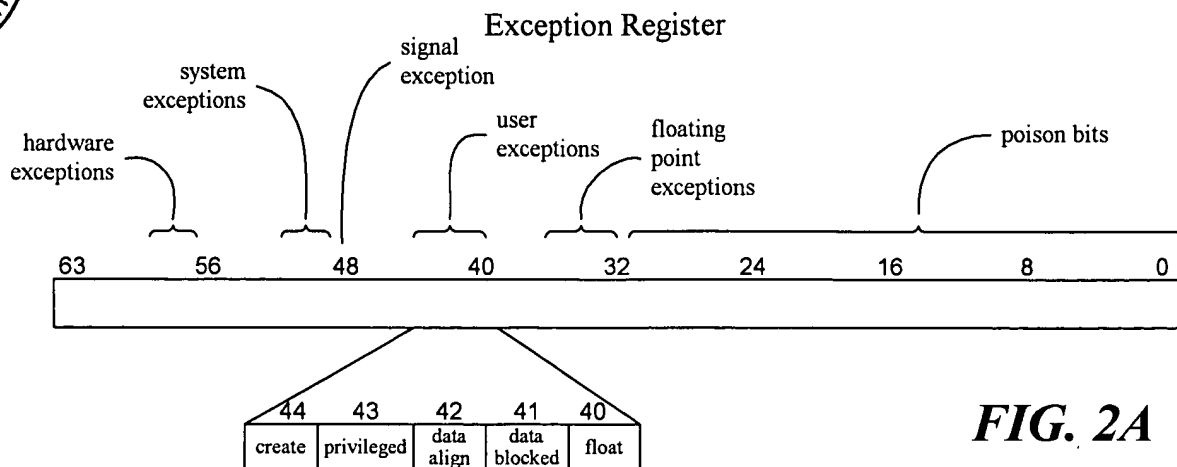 Exception Register
signal
exception
system
exceptions
user
exceptions
floating
point
exceptions
poison bits
hardware
exceptions
63 56 48 40 32 24 16 8 0
44 43 42 41 40
create privileged data align data blocked float
FIG. 2A